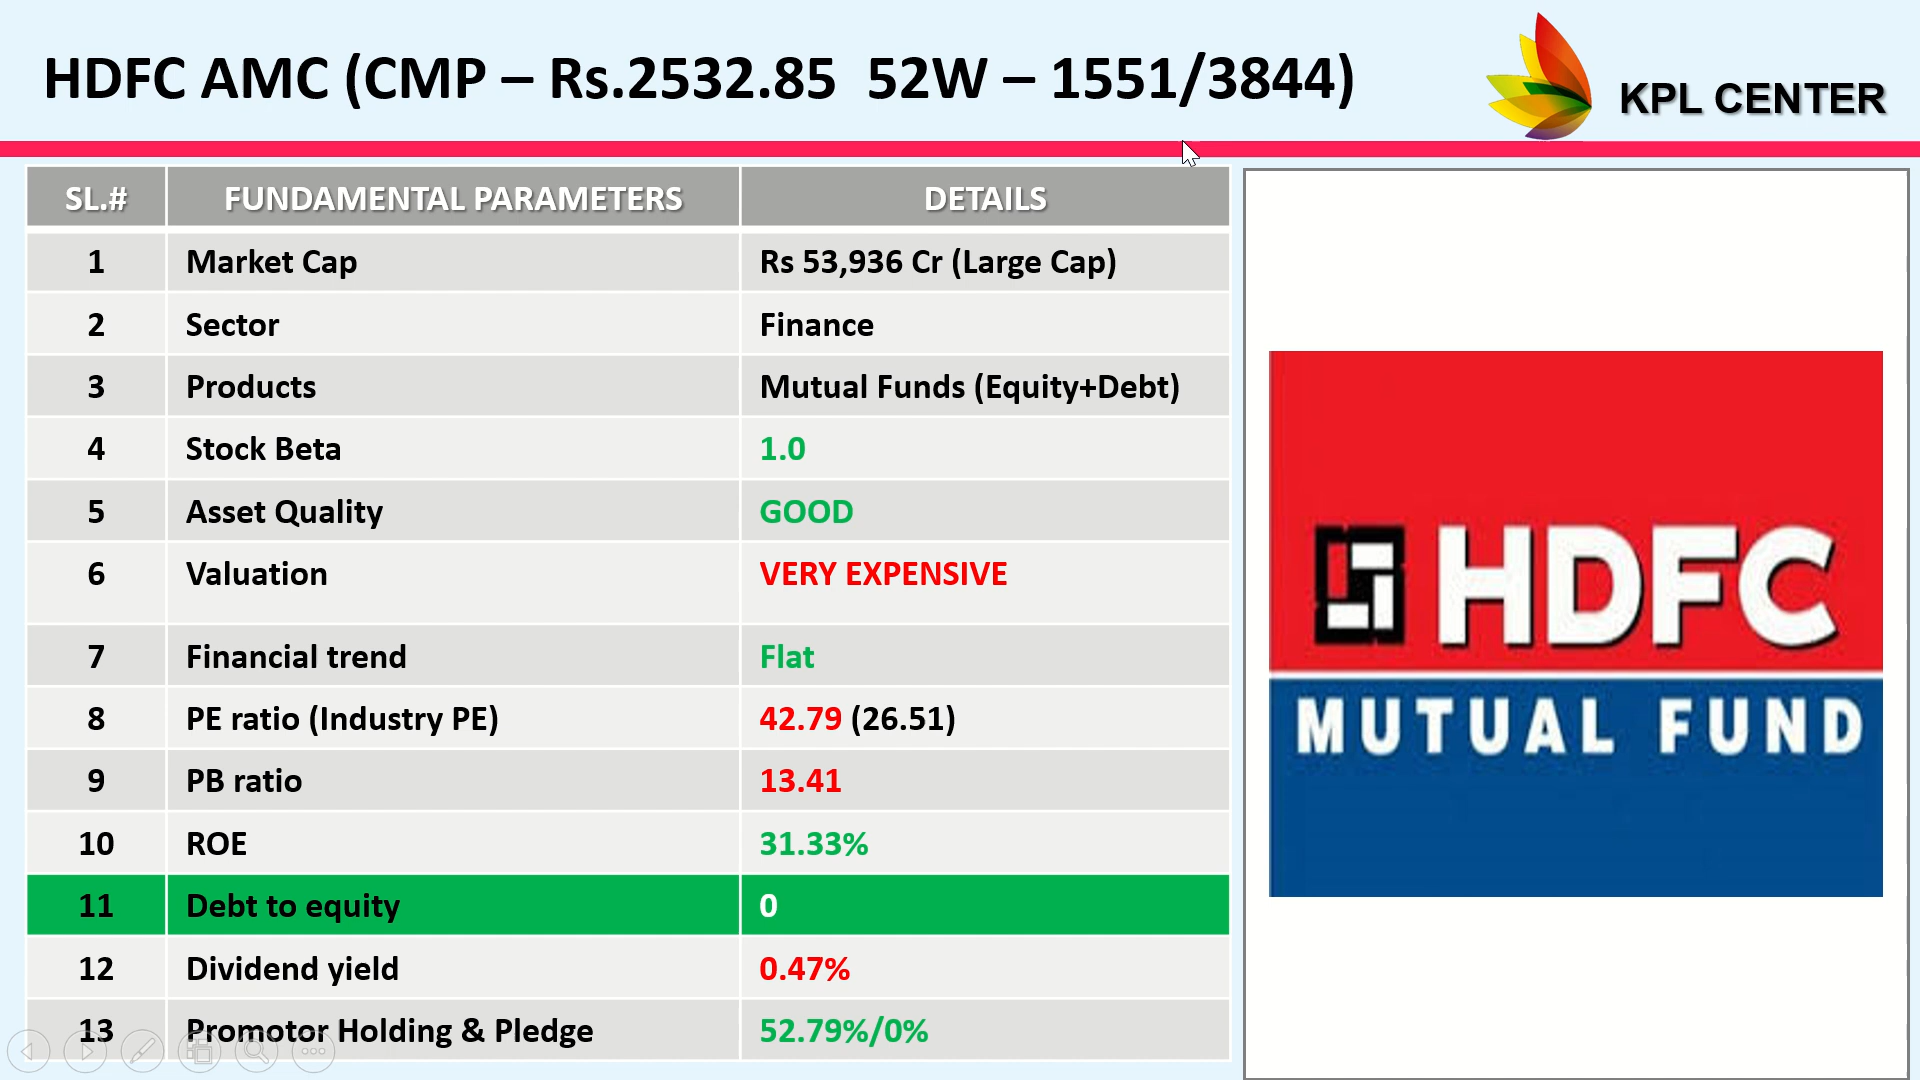 HDFC AMC (CMP – Rs.2532.85 52W – 1551/3844)
KPL CENTER
SL.# FUNDAMENTAL PARAMETERS DETAILS
1 Market Cap Rs 53,936 Cr (Large Cap)
2 Sector Finance
3 Products Mutual Funds (Equity+Debt)
4 Stock Beta 1.0
5 Asset Quality GOOD
6 Valuation VERY EXPENSIVE
7 Financial trend Flat
8 PE ratio (Industry PE) 42.79 (26.51)
9 PB ratio 13.41
10 ROE 31.33%
11 Debt to equity 0
12 Dividend yield 0.47%
13 Promotor Holding & Pledge 52.79%/0%
HDFC
MUTUAL FUND